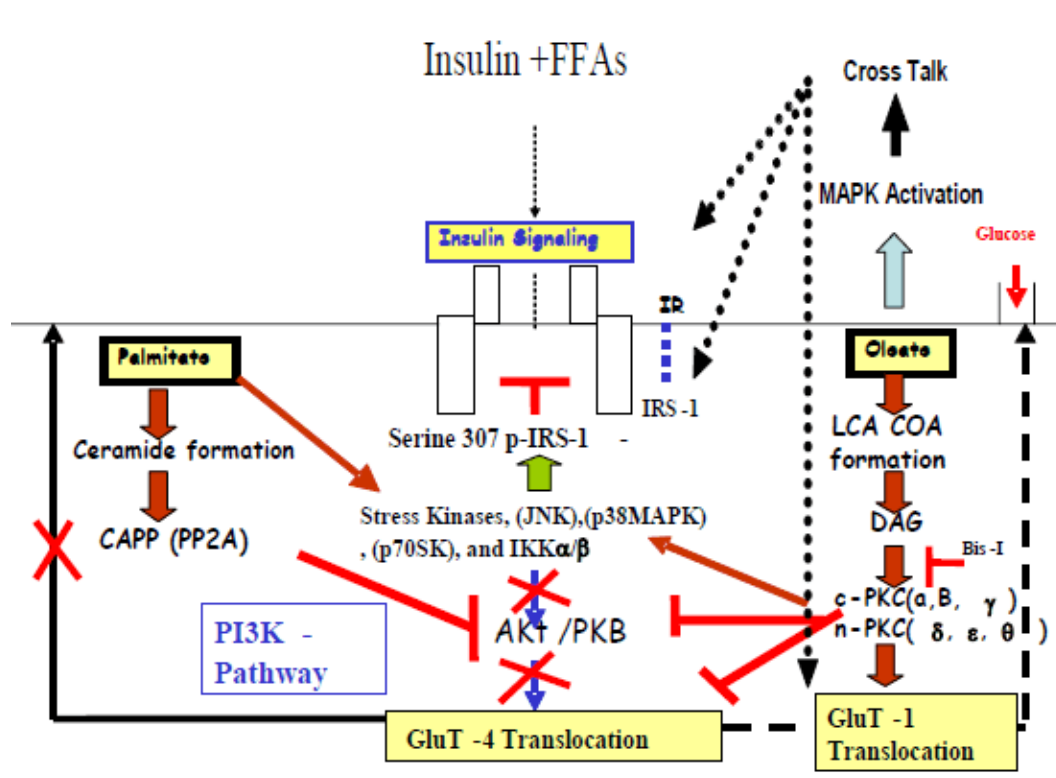 Insulin +FFAs
Cross Talk
MAPK Activation
Glucose
Insulin Signaling
IR
Palmitate
Oleate
IRS -1
Serine 307 p-IRS-1 -
LCA COA
formation
Ceramide formation
Stress Kinases, (JNK),(p38MAPK)
, (p70SK), and IKKα/β
DAG
CAPP (PP2A)
Bis -I
c-PKC(a,B, γ )
n-PKC( δ, ε, θ )
AKt /PKB
PI3K -
Pathway
GluT -4 Translocation
GluT -1
Translocation